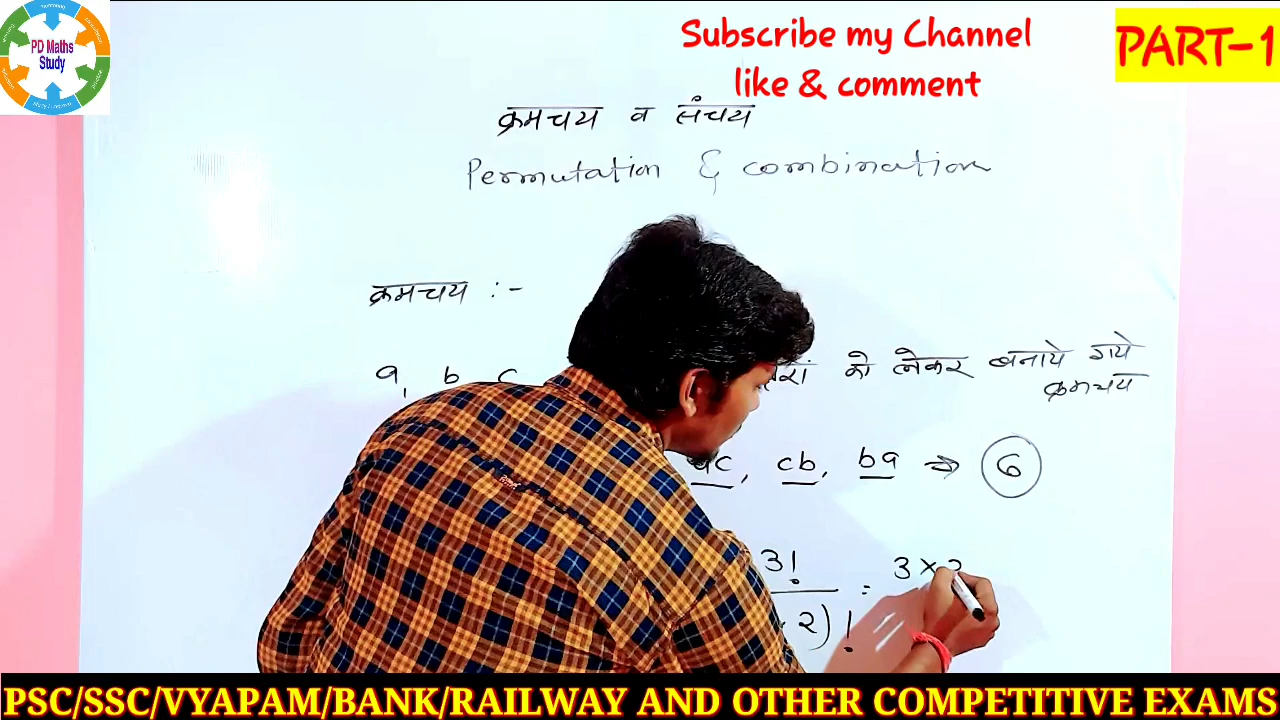 PD Maths
Study
Subscribe my Channel
like & comment
PART-1
क्रमचय व संचय
Permutation & combination
क्रमचय :-
a, b c को लेकर बनाये गये
क्रमचय
ac, cb, ba ⇒ 6
3! = 3 ×
2) !
PSC/SSC/VYAPAM/BANK/RAILWAY AND OTHER COMPETITIVE EXAMS